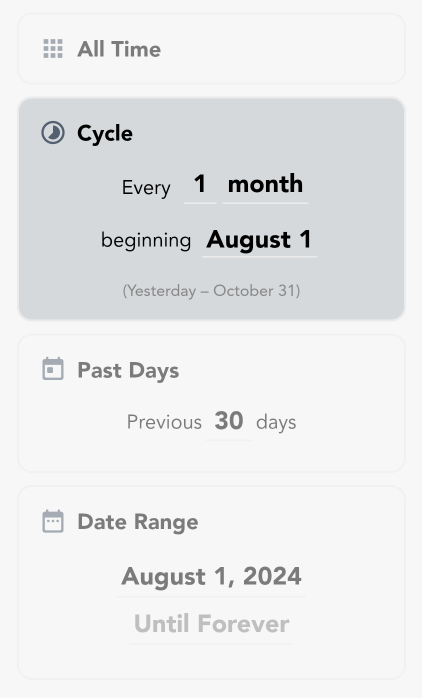 All Time
Cycle
Every 1 month
beginning August 1
(Yesterday – October 31)
Past Days
Previous 30 days
Date Range
August 1, 2024
Until Forever